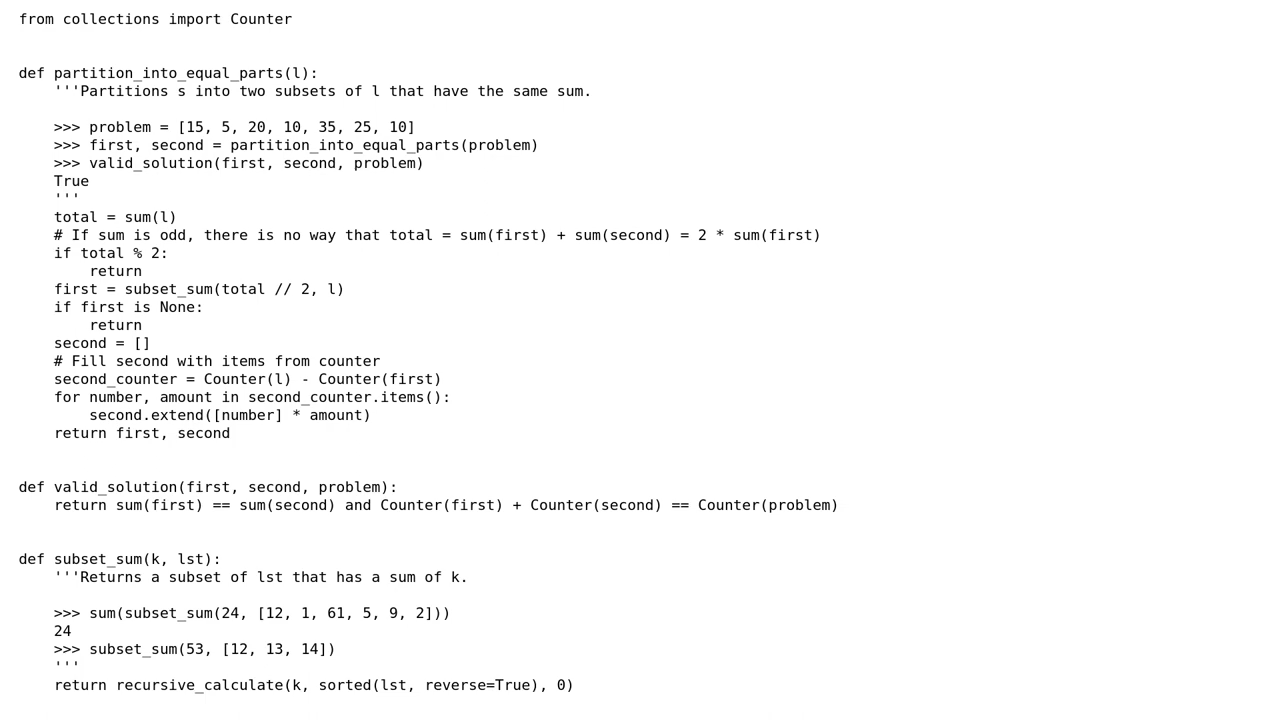 from collections import Counter
def partition_into_equal_parts(l):
    '''Partitions s into two subsets of l that have the same sum.
    >>> problem = [15, 5, 20, 10, 35, 25, 10]
    >>> first, second = partition_into_equal_parts(problem)
    >>> valid_solution(first, second, problem)
    True
    '''
    total = sum(l)
    # If sum is odd, there is no way that total = sum(first) + sum(second) = 2 * sum(first)
    if total % 2:
        return
    first = subset_sum(total // 2, l)
    if first is None:
        return
    second = []
    # Fill second with items from counter
    second_counter = Counter(l) - Counter(first)
    for number, amount in second_counter.items():
        second.extend([number] * amount)
    return first, second
def valid_solution(first, second, problem):
    return sum(first) == sum(second) and Counter(first) + Counter(second) == Counter(problem)
def subset_sum(k, lst):
    '''Returns a subset of lst that has a sum of k.
    >>> sum(subset_sum(24, [12, 1, 61, 5, 9, 2]))
    24
    >>> subset_sum(53, [12, 13, 14])
    '''
    return recursive_calculate(k, sorted(lst, reverse=True), 0)